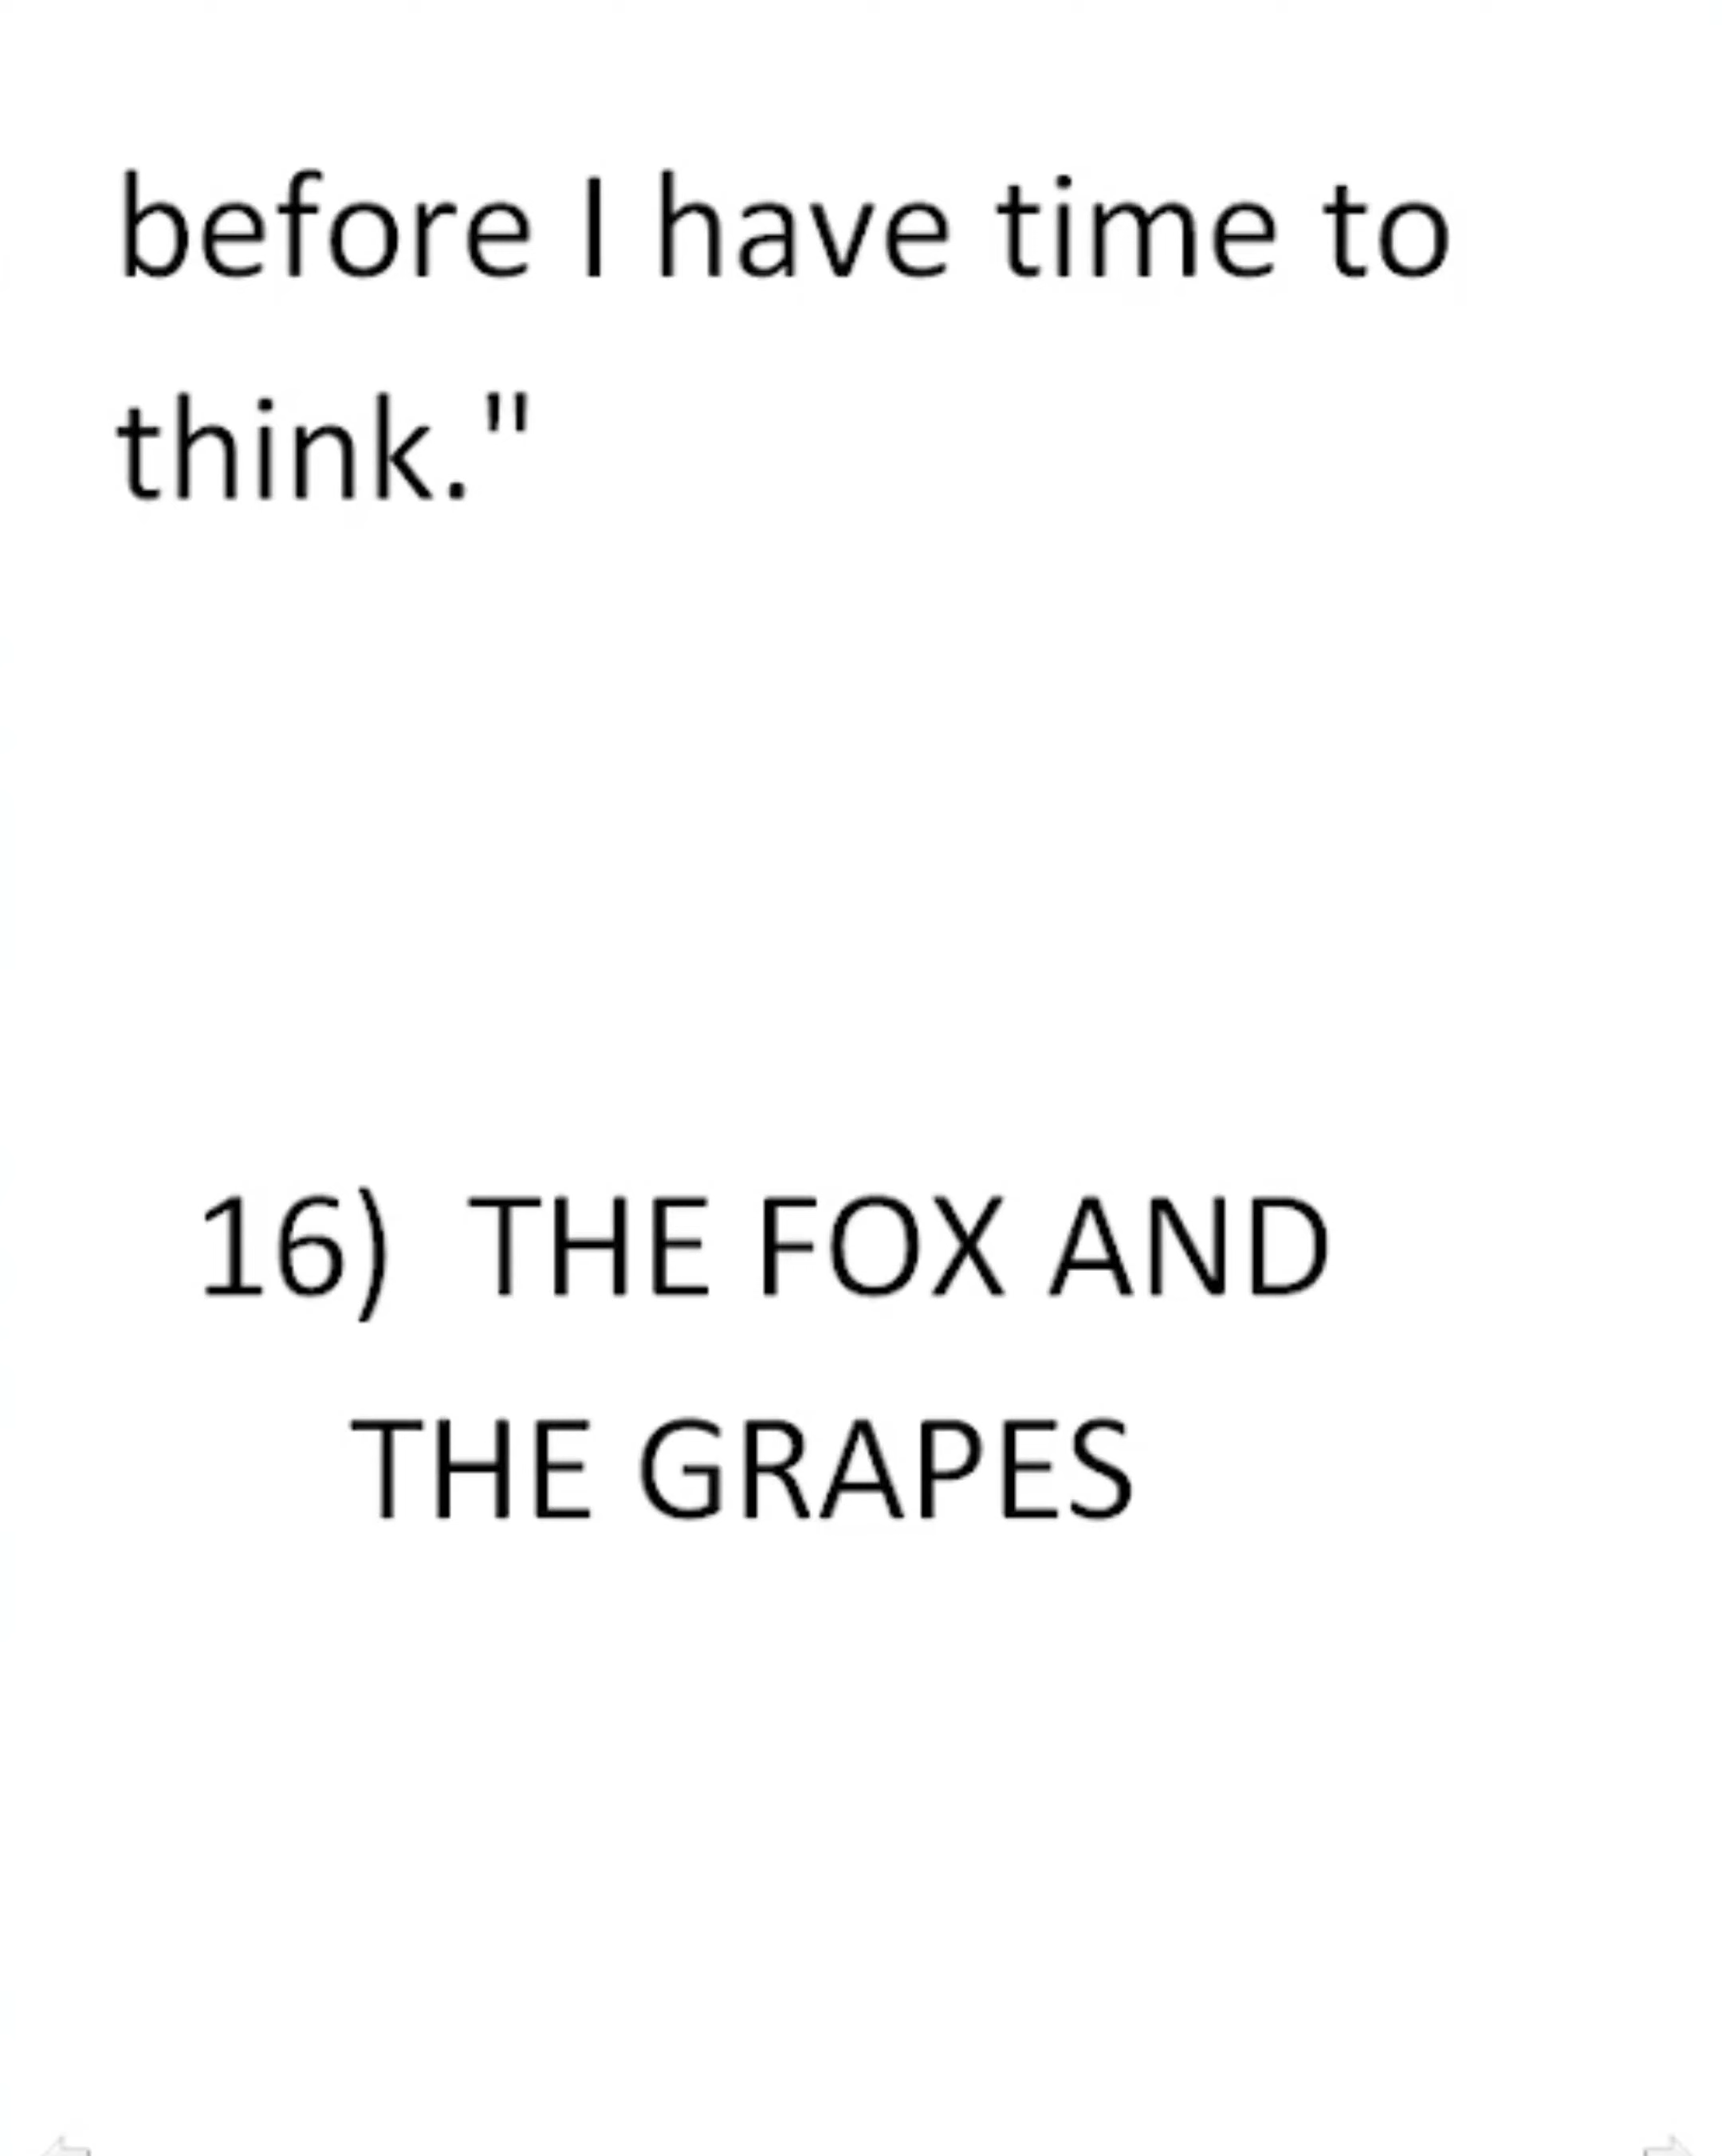 before I have time to
think."
16)  THE FOX AND
THE GRAPES